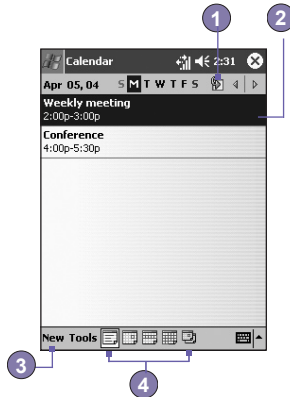 1
2
Calendar 2:31
Apr 05, 04 S M T W T F S
Weekly meeting
2:00p-3:00p
Conference
4:00p-5:30p
New Tools
3
4